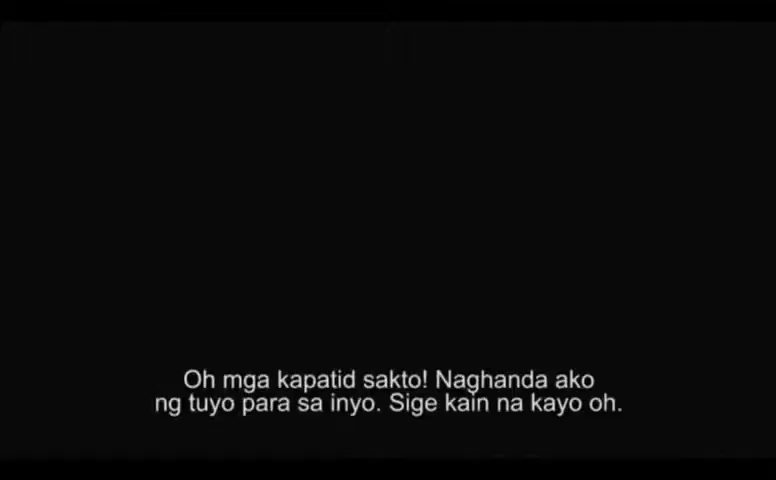 Oh mga kapatid sakto! Naghanda ako
ng tuyo para sa inyo. Sige kain na kayo oh.